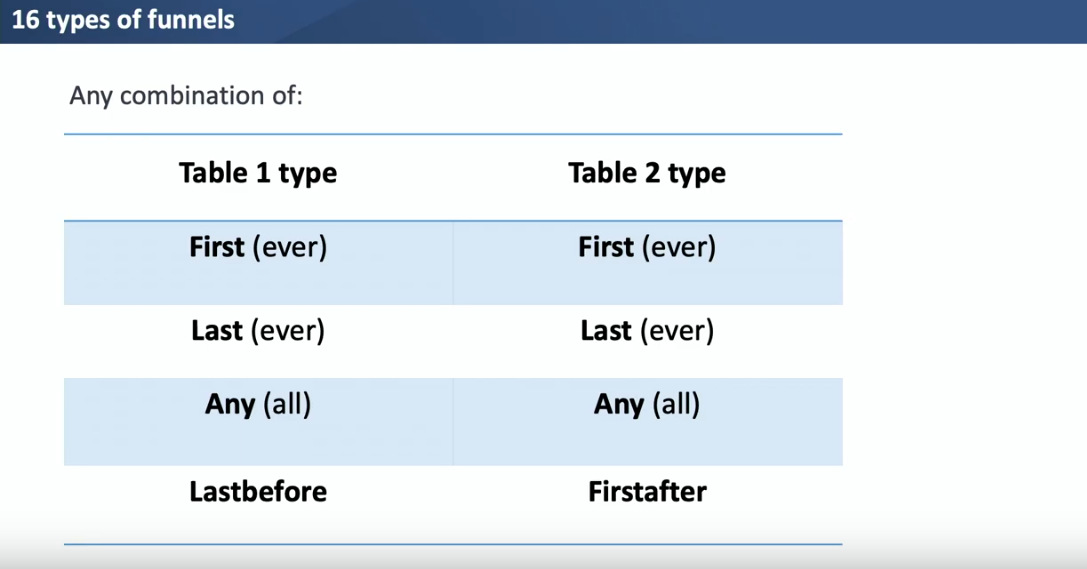 16 types of funnels
Any combination of:
Table 1 type Table 2 type
First (ever) First (ever)
Last (ever) Last (ever)
Any (all) Any (all)
Lastbefore Firstafter